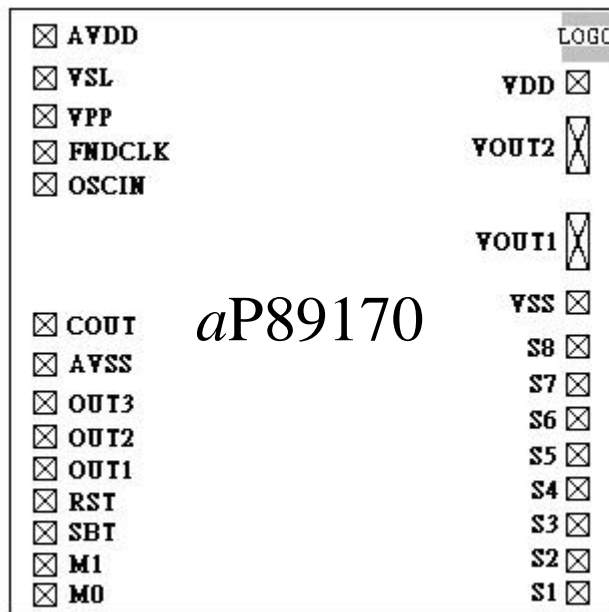 AVDD
LOGO
VSL
VDD
VPP
FNDCLK
VOUT2
OSCIN
VOUT1
VSS
aP89170
COUT
S8
AVSS
S7
OUT3
S6
OUT2
S5
OUT1
S4
RST
S3
SBT
S2
M1
S1
M0